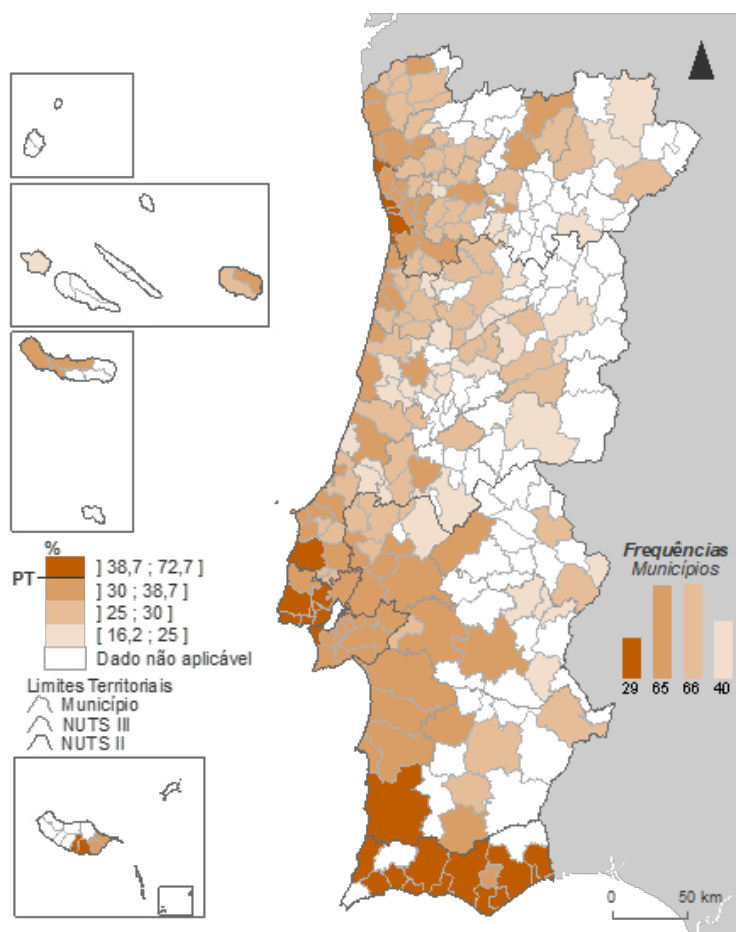 %
PT
] 38,7 ; 72,7 ]
] 30 ; 38,7 ]
] 25 ; 30 ]
[ 16,2 ; 25 ]
Dado não aplicável
Limites Territoriais
Município
NUTS III
NUTS II
Frequências
Municípios
29 65 66 40
0 50 km